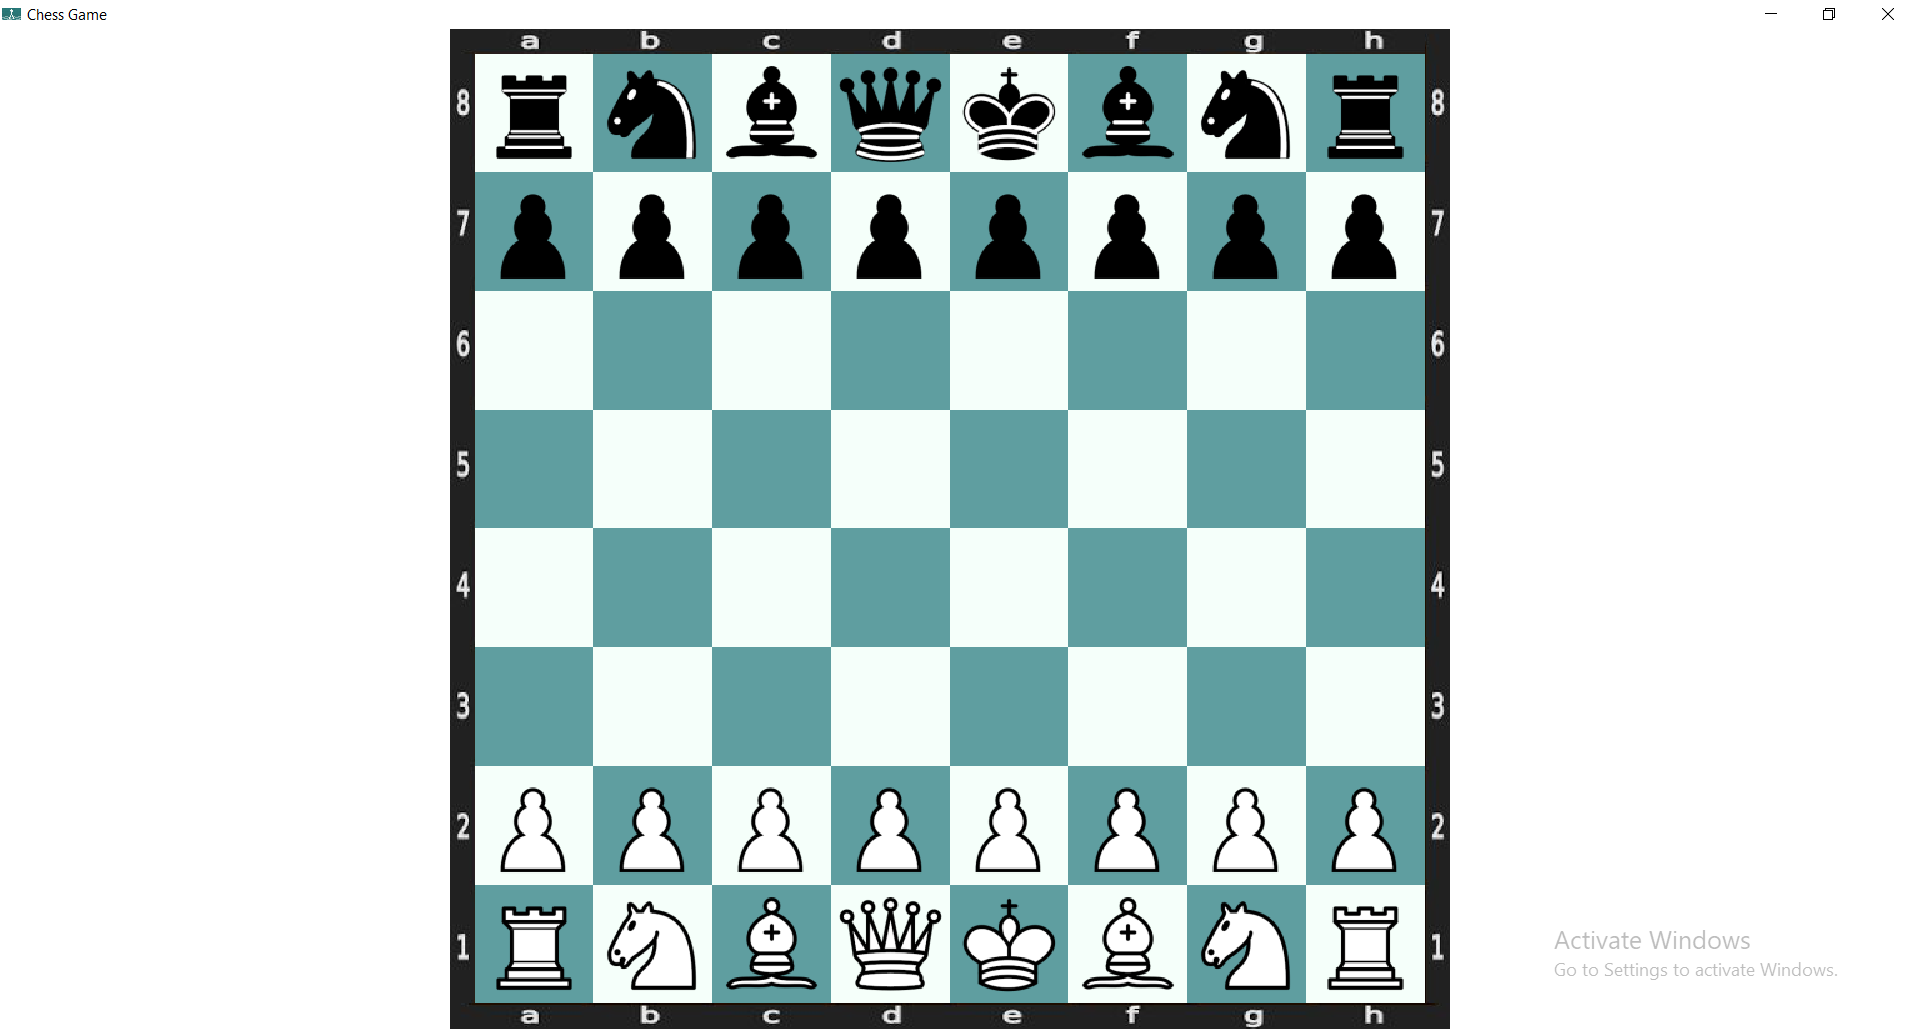 Chess Game
a b c d e f g h
8 8
7 7
6 6
5 5
4 4
3 3
2 2
Activate Windows
1 1
Go to Settings to activate Windows.
a b c d e f g h